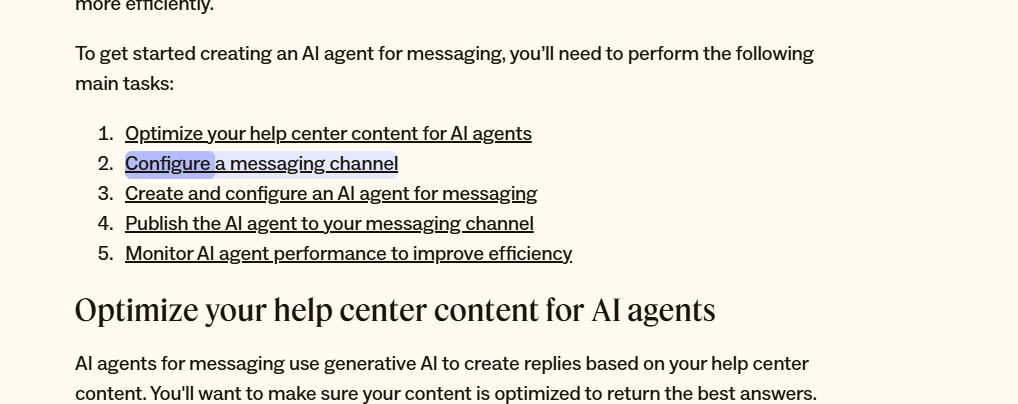 more efficiently.
To get started creating an AI agent for messaging, you’ll need to perform the following
main tasks:
1. Optimize your help center content for AI agents
2. Configure a messaging channel
3. Create and configure an AI agent for messaging
4. Publish the AI agent to your messaging channel
5. Monitor AI agent performance to improve efficiency
Optimize your help center content for AI agents
AI agents for messaging use generative AI to create replies based on your help center
content. You'll want to make sure your content is optimized to return the best answers.